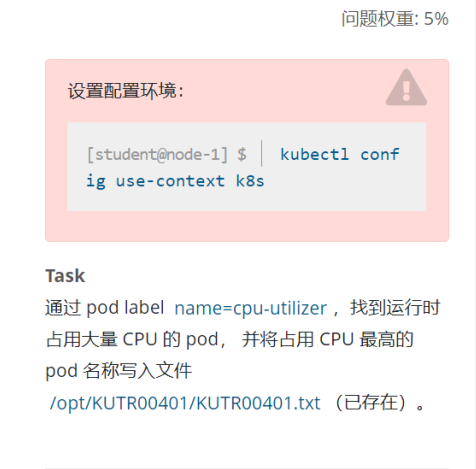 问题权重: 5%
设置配置环境:
[student@node-1] $ | kubectl conf
ig use-context k8s
Task
通过 pod label name=cpu-utilizer ，找到运行时
占用大量 CPU 的 pod， 并将占用 CPU 最高的
pod 名称写入文件
/opt/KUTR00401/KUTR00401.txt （已存在）。